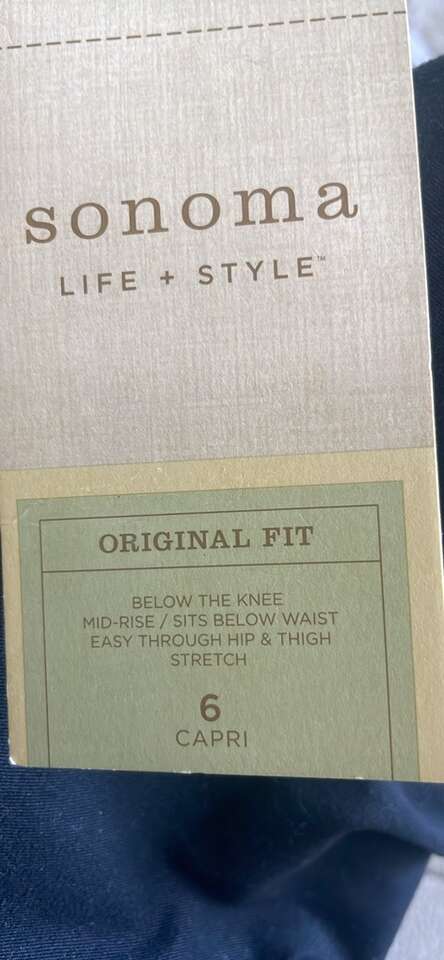 sonoma
LIFE + STYLE™
ORIGINAL FIT
BELOW THE KNEE
MID-RISE / SITS BELOW WAIST
EASY THROUGH HIP & THIGH
STRETCH
6
CAPRI